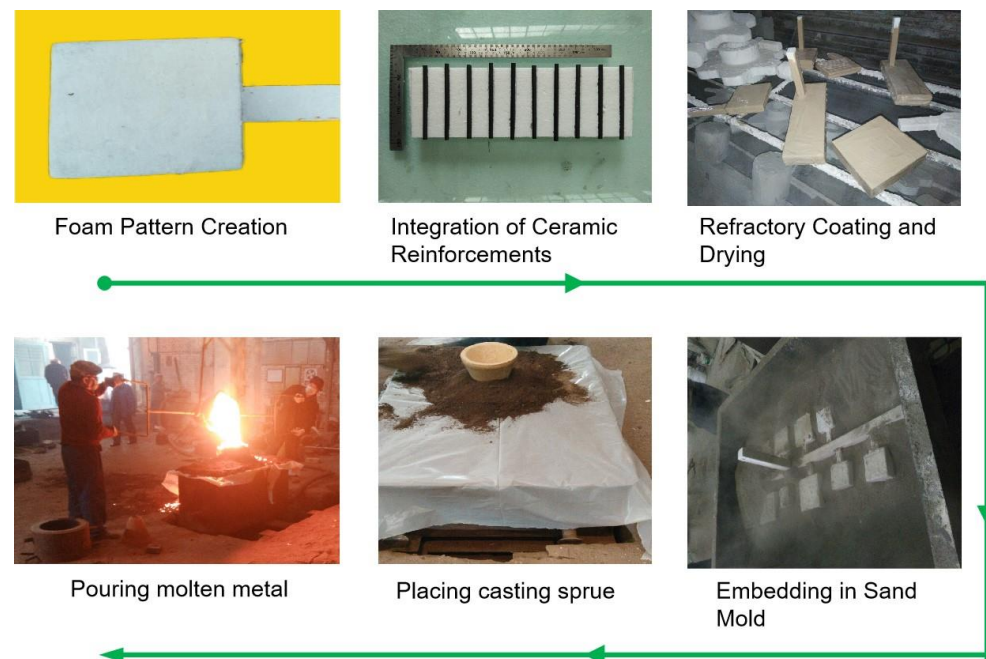 Foam Pattern Creation
Integration of Ceramic
Reinforcements
Refractory Coating and
Drying
Pouring molten metal
Placing casting sprue
Embedding in Sand
Mold